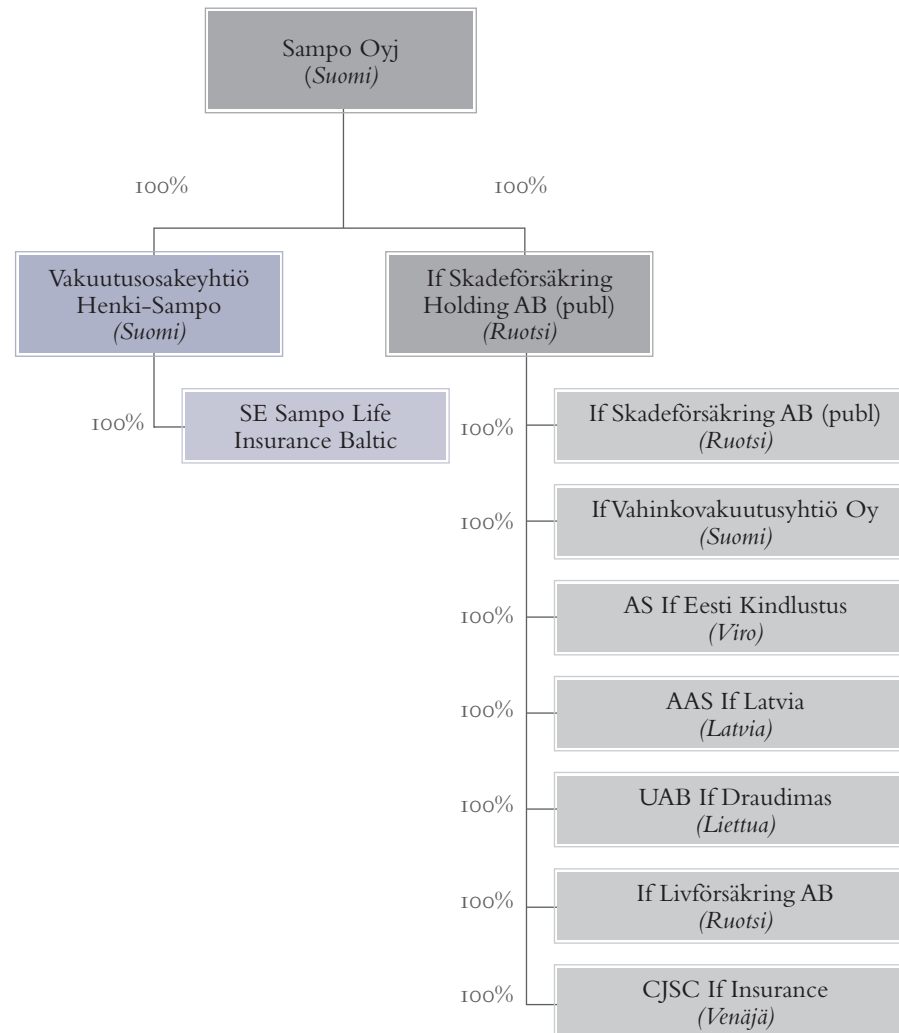 Sampo Oyj
(Suomi)
100%
100%
Vakuutusosakeyhtiö
Henki-Sampo
(Suomi)
If Skadeförsäkring
Holding AB (publ)
(Ruotsi)
100%
SE Sampo Life
Insurance Baltic
100%
If Skadeförsäkring AB (publ)
(Ruotsi)
100%
If Vahinkovakuutusyhtiö Oy
(Suomi)
100%
AS If Eesti Kindlustus
(Viro)
100%
AAS If Latvia
(Latvia)
100%
UAB If Draudimas
(Liettua)
100%
If Livförsäkring AB
(Ruotsi)
100%
CJSC If Insurance
(Venäjä)